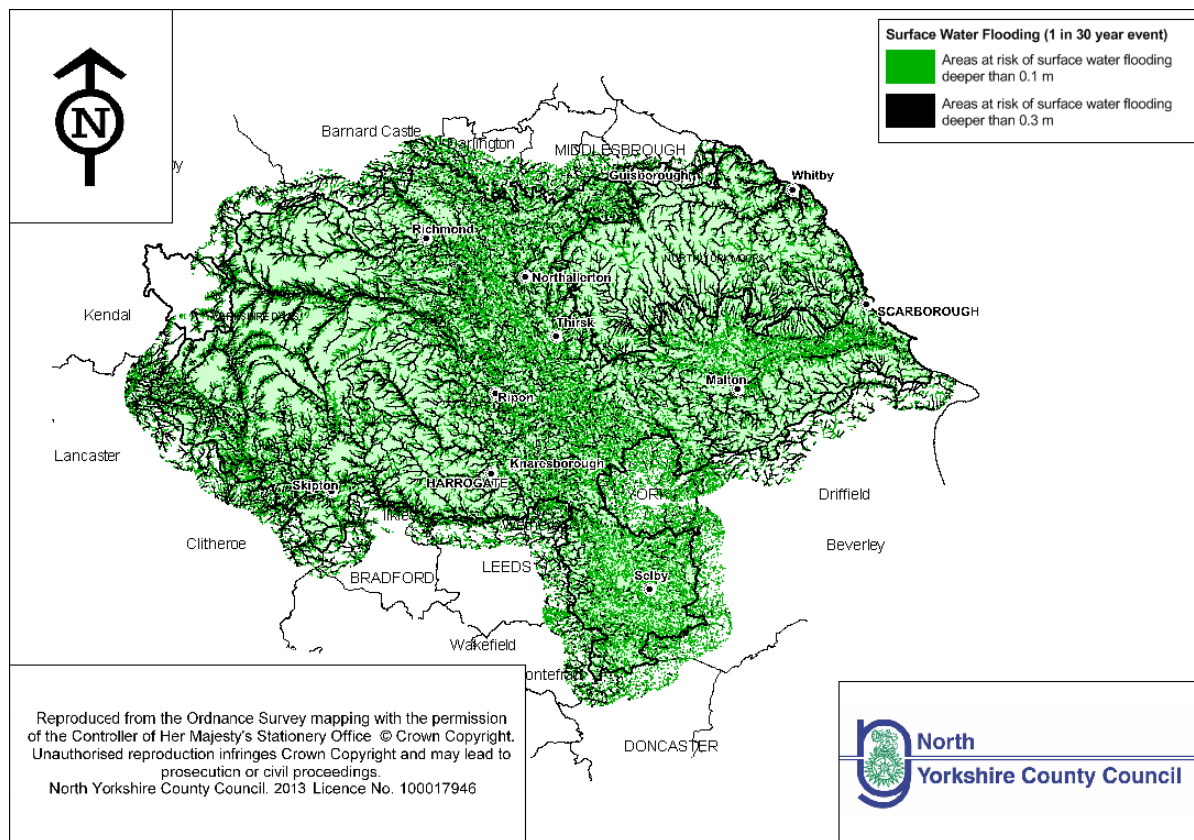 N
Surface Water Flooding (1 in 30 year event)
Areas at risk of surface water flooding
deeper than 0.1 m
Areas at risk of surface water flooding
deeper than 0.3 m
Barnard Castle
Darlington
MIDDLESBROUGH
Guisborough
Whitby
Richmond
Northallerton
Kendal
SCARBOROUGH
Thirsk
Malton
Ripon
Lancaster
Knaresborough
HARROGATE
Skipton
YORK
Driffield
Clitheroe
Beverley
LEEDS
BRADFORD
Selby
Wakefield
DONCASTER
Reproduced from the Ordnance Survey mapping with the permission
of the Controller of Her Majesty's Stationery Office © Crown Copyright.
Unauthorised reproduction infringes Crown Copyright and may lead to
prosecution or civil proceedings.
North Yorkshire County Council. 2013 Licence No. 100017946
North
Yorkshire County Council